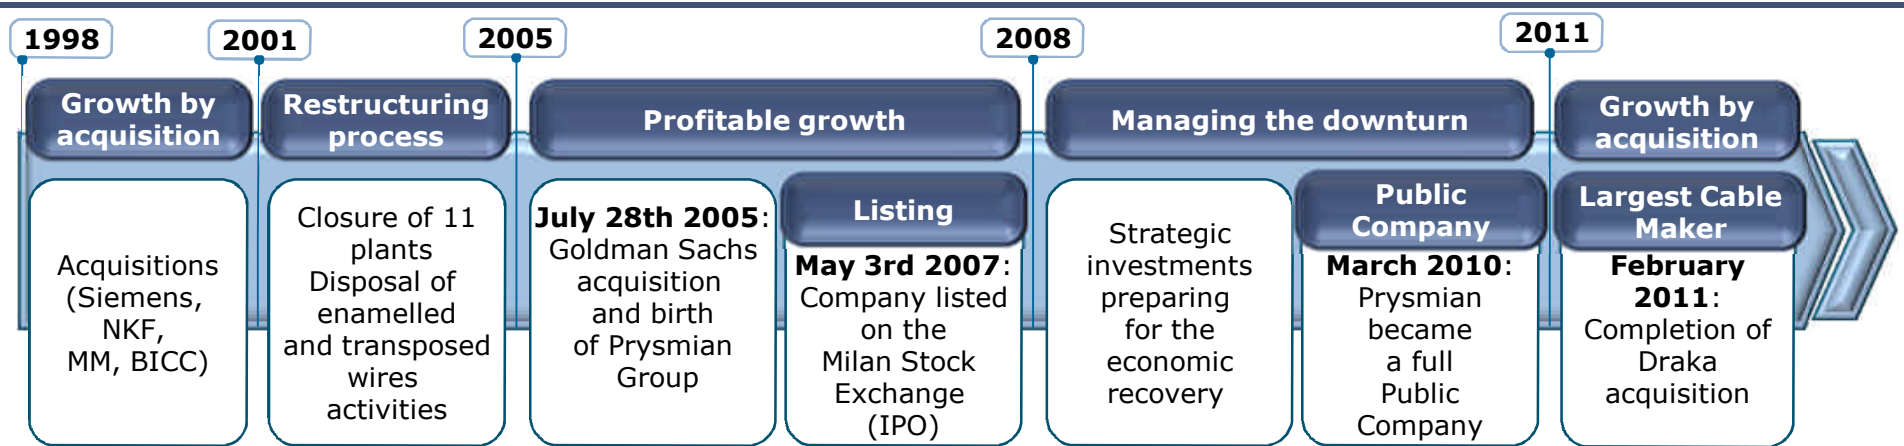 1998
2001
2005
2008
2011
Growth by
acquisition
Restructuring
process
Profitable growth
Managing the downturn
Growth by
acquisition
Acquisitions
(Siemens,
NKF,
MM, BICC)
Closure of 11
plants
Disposal of
enamelled
and transposed
wires
activities
July 28th 2005:
Goldman Sachs
acquisition
and birth
of Prysmian
Group
Listing
May 3rd 2007:
Company listed
on the
Milan Stock
Exchange
(IPO)
Strategic
investments
preparing
for the
economic
recovery
Public
Company
March 2010:
Prysmian
became
a full
Public
Company
Largest Cable
Maker
February
2011:
Completion of
Draka
acquisition